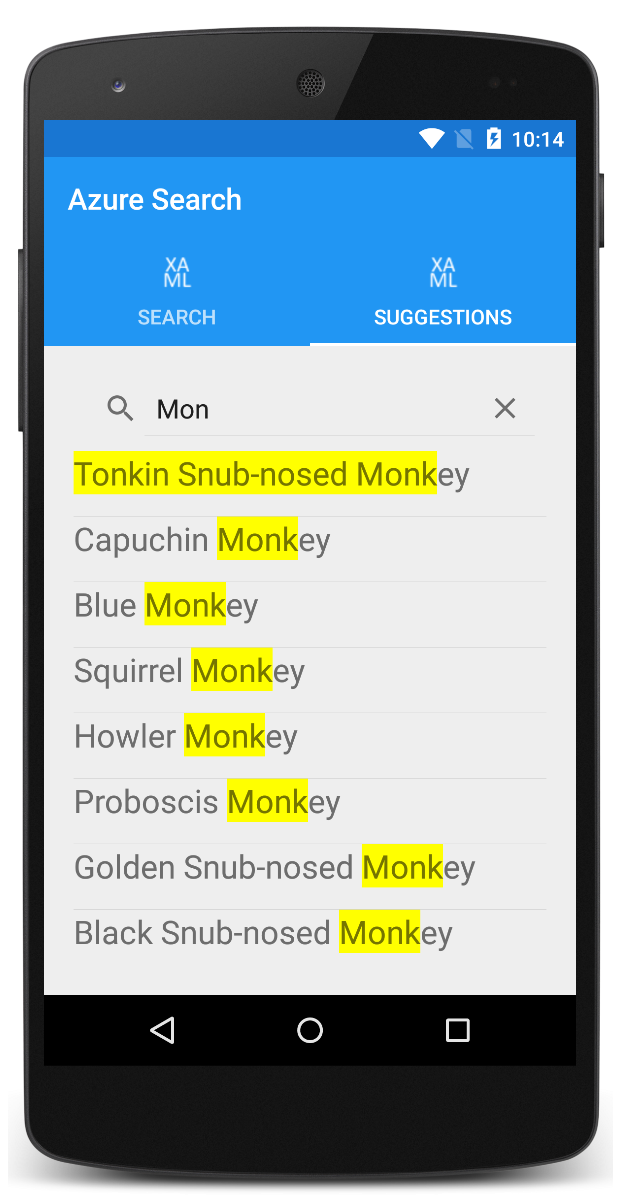 10:14
Azure Search
XA XA
ML ML
SEARCH SUGGESTIONS
Mon
Tonkin Snub-nosed Monkey
Capuchin Monkey
Blue Monkey
Squirrel Monkey
Howler Monkey
Proboscis Monkey
Golden Snub-nosed Monkey
Black Snub-nosed Monkey